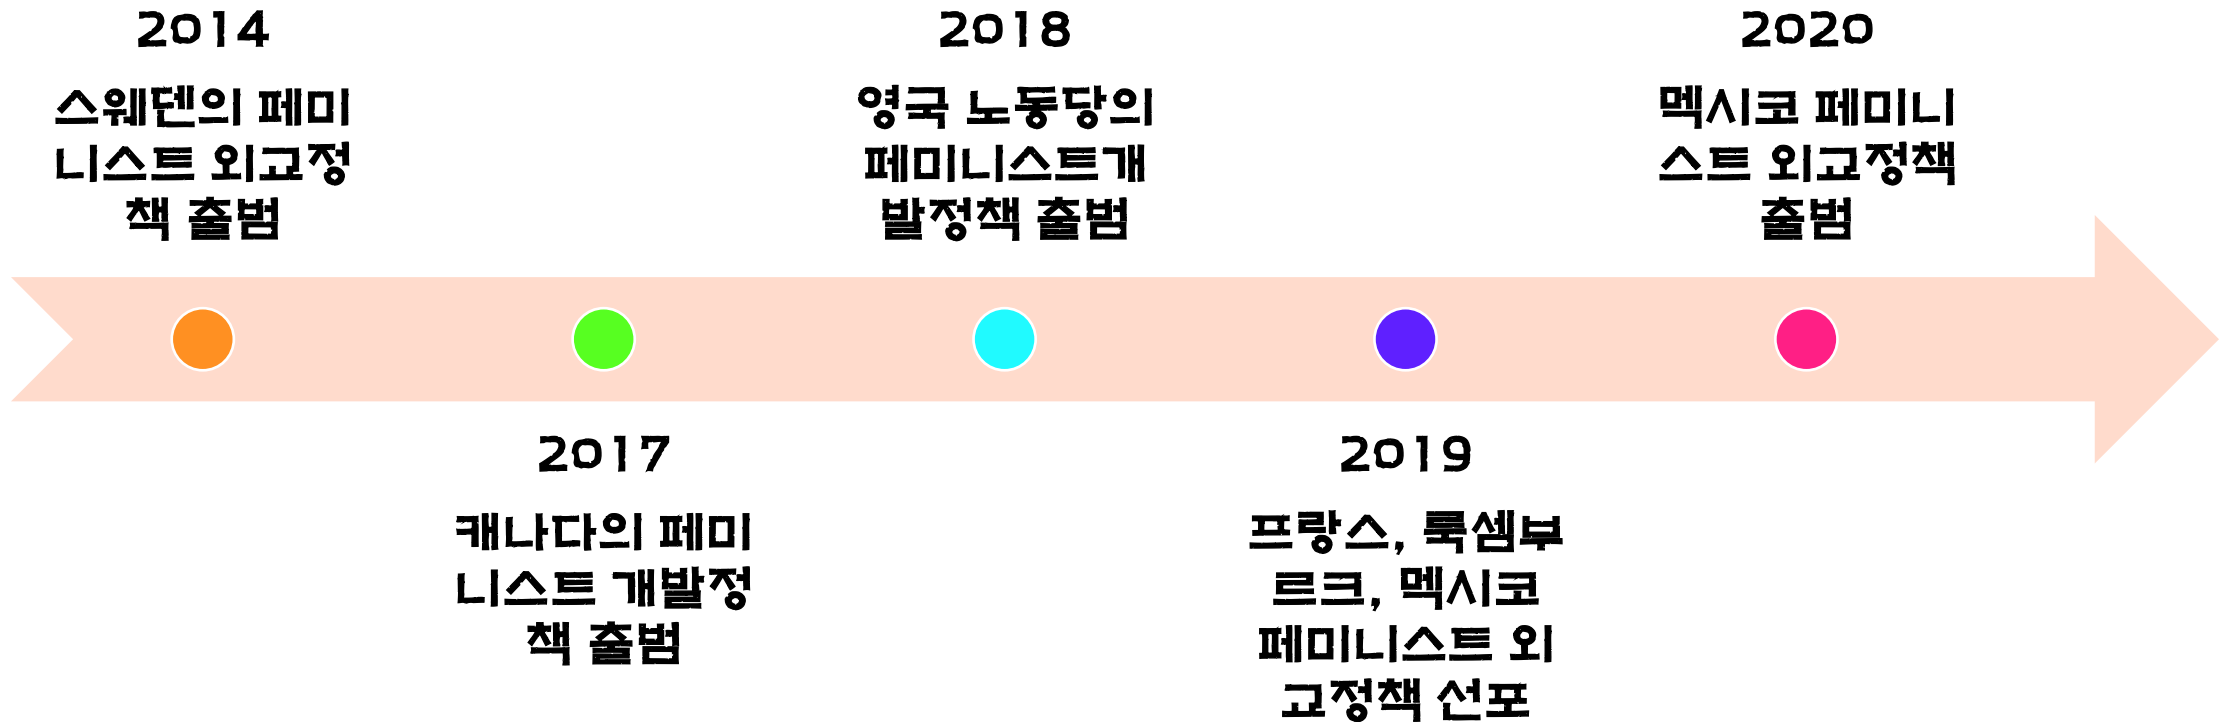 2014
스웨덴의 페미
니스트 외교정
책 출범
2017
캐나다의 페미
니스트 개발정
책 출범
2018
영국 노동당의
페미니스트개
발정책 출범
2019
프랑스, 룩셈부
르크, 멕시코
페미니스트 외
교정책 선포
2020
멕시코 페미니
스트 외교정책
출범